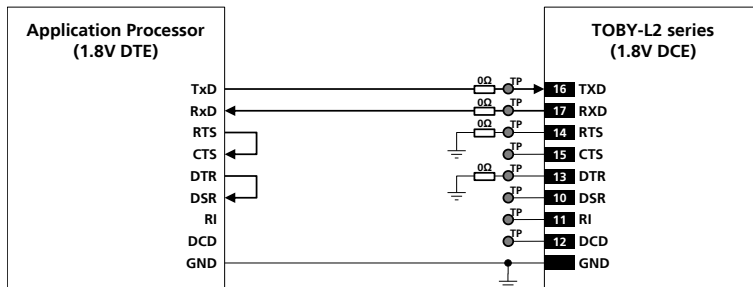 Application Processor
(1.8V DTE)
TOBY-L2 series
(1.8V DCE)
TxD 0Ω TP 16 TXD
RxD 0Ω TP 17 RXD
RTS 0Ω TP 14 RTS
CTS TP 15 CTS
DTR 0Ω TP 13 DTR
DSR TP 10 DSR
RI TP 11 RI
DCD TP 12 DCD
GND GND